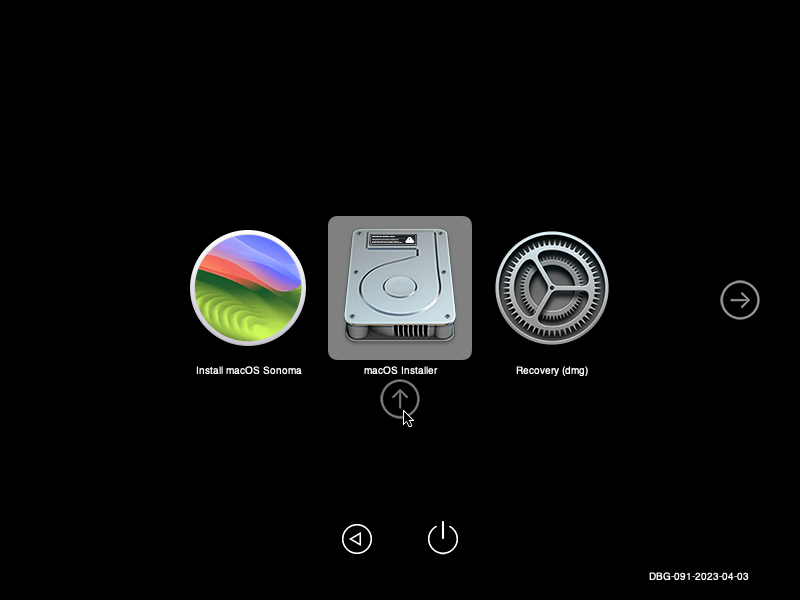 Install macOS Sonoma
macOS Installer
Recovery (dmg)
DBG-091-2023-04-03